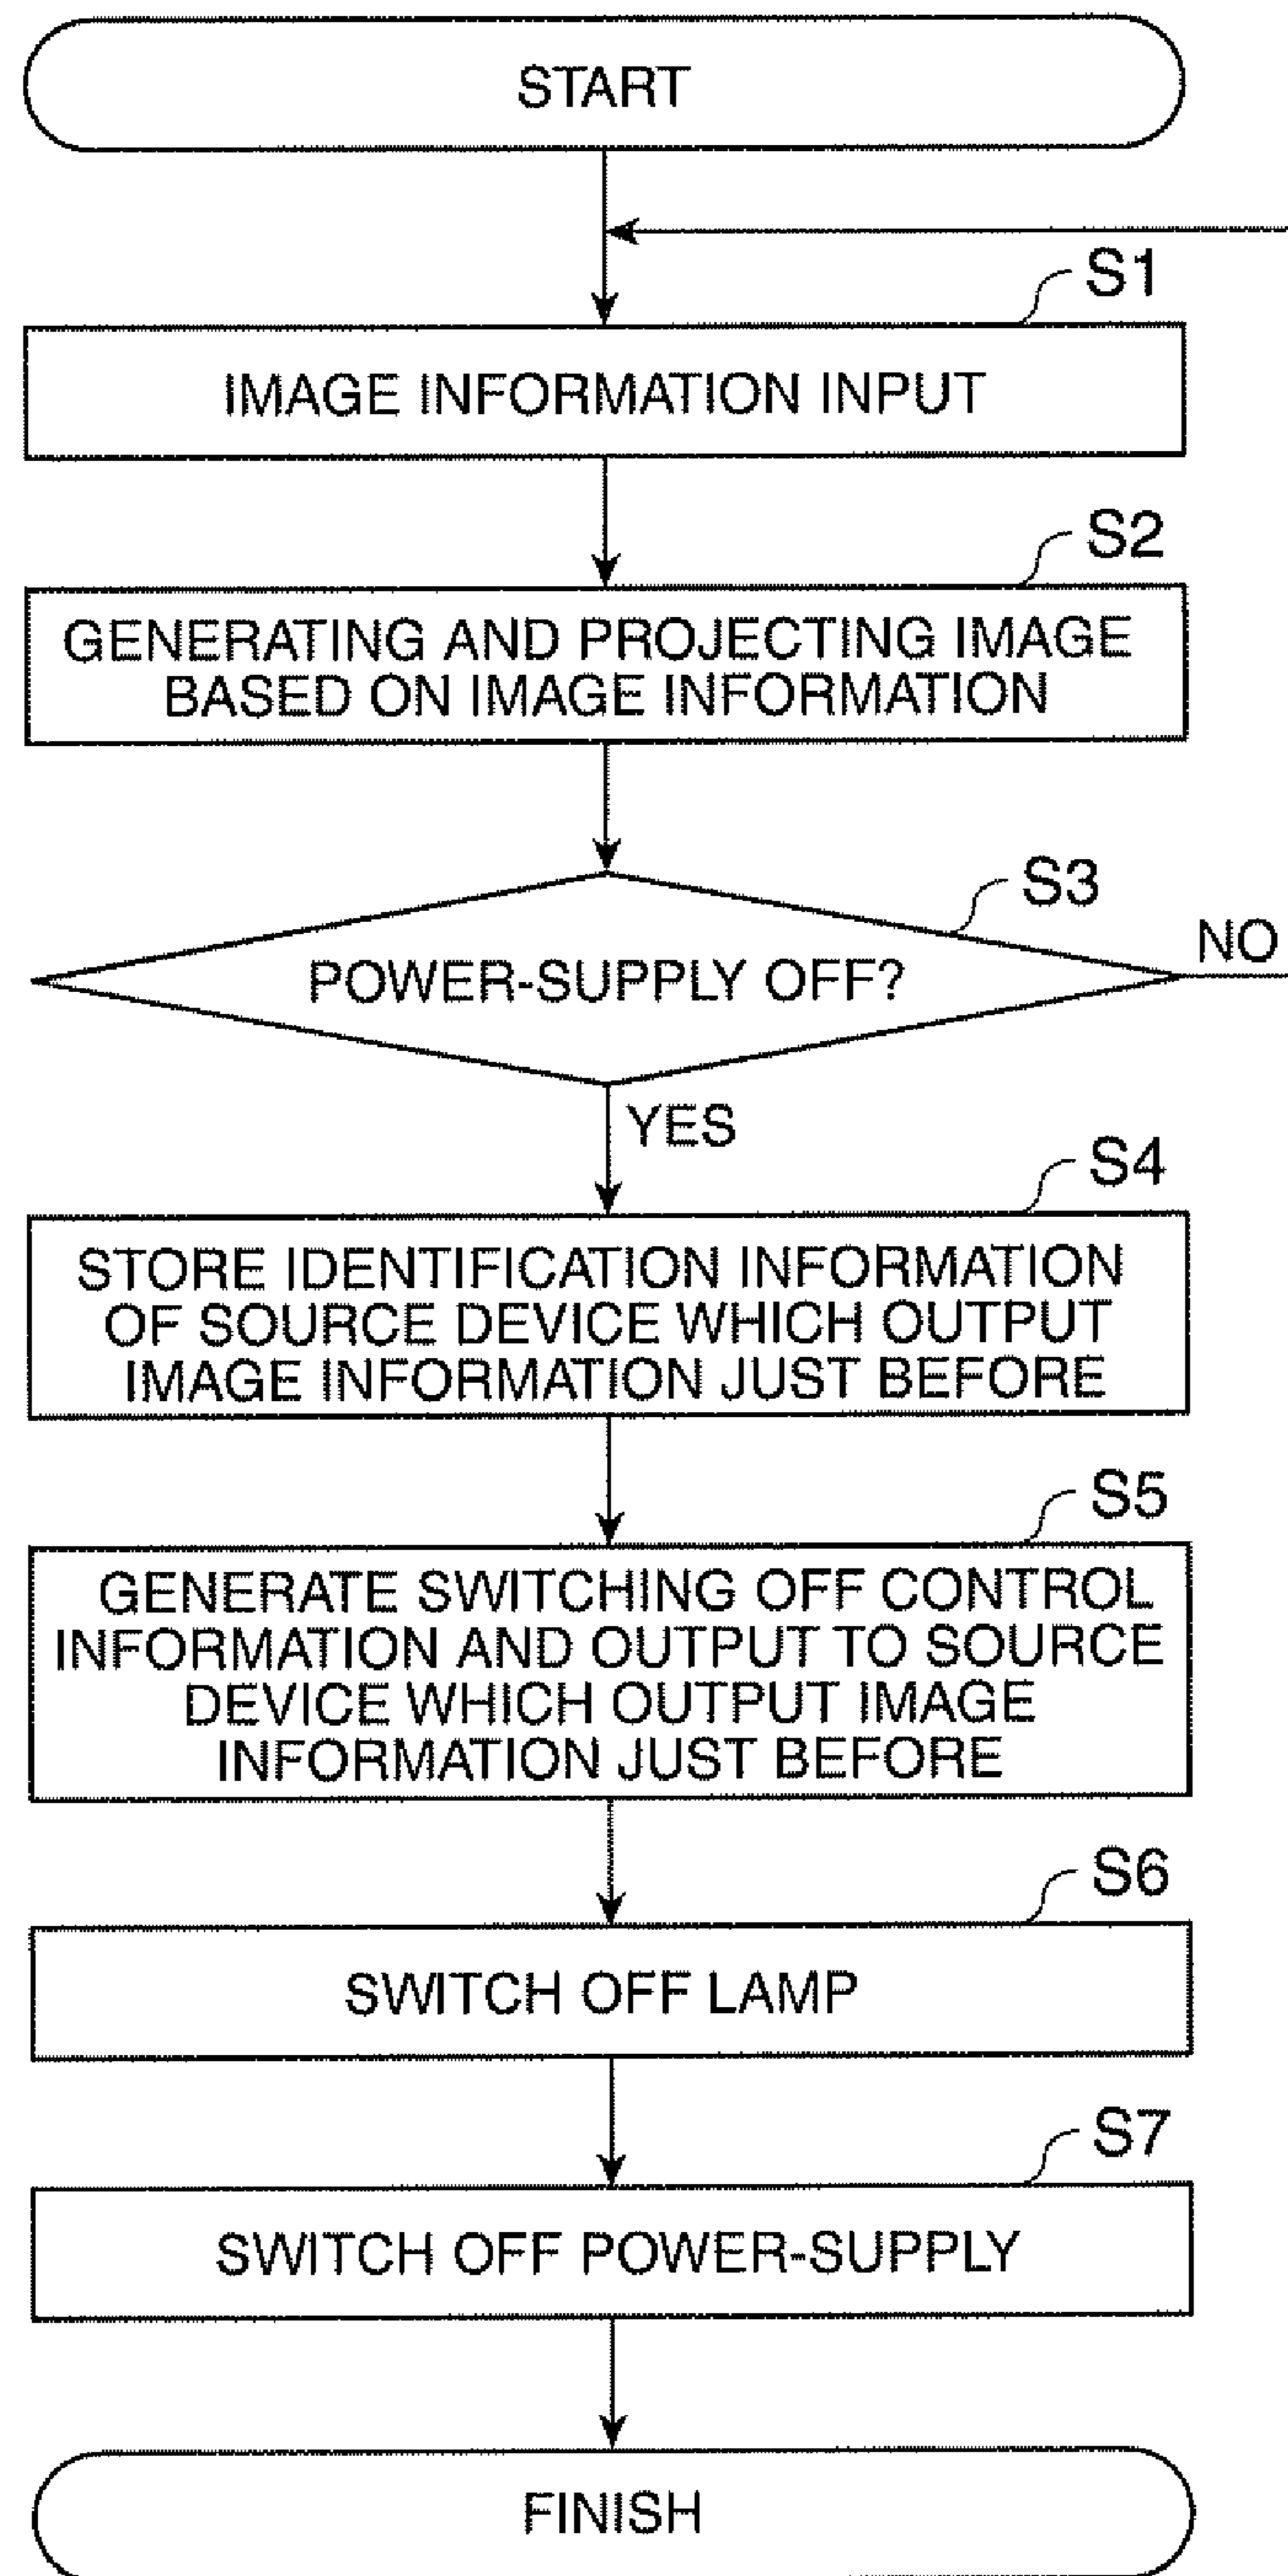 START
S1
IMAGE INFORMATION INPUT
S2
GENERATING AND PROJECTING IMAGE
BASED ON IMAGE INFORMATION
S3
POWER-SUPPLY OFF?
NO
YES
S4
STORE IDENTIFICATION INFORMATION
OF SOURCE DEVICE WHICH OUTPUT
IMAGE INFORMATION JUST BEFORE
S5
GENERATE SWITCHING OFF CONTROL
INFORMATION AND OUTPUT TO SOURCE
DEVICE WHICH OUTPUT IMAGE
INFORMATION JUST BEFORE
S6
SWITCH OFF LAMP
S7
SWITCH OFF POWER-SUPPLY
FINISH